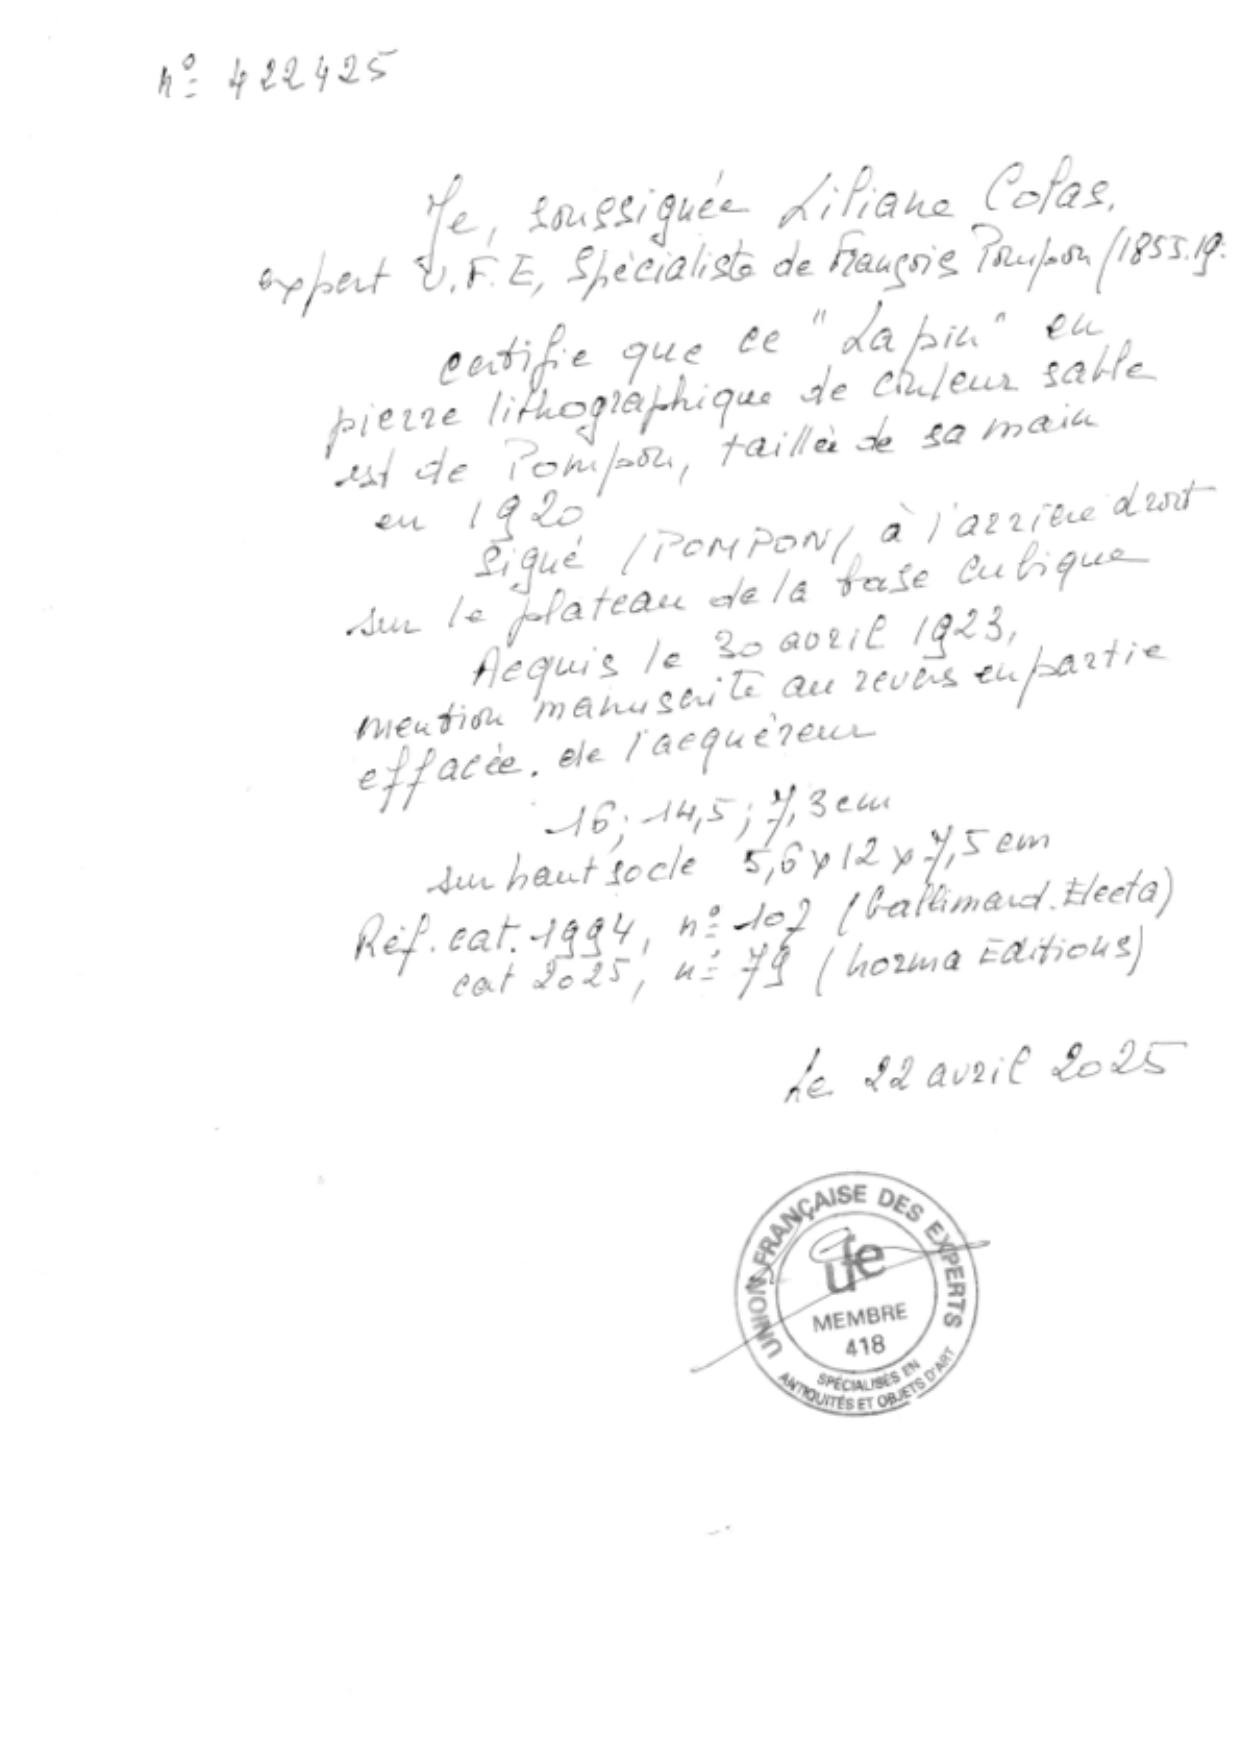 n° 422425
Je, soussignée Liliane Colas,
expert U.F.E, Spécialiste de François Pompon (1855.19
certifie que ce "Lapin" en
pierre lithographique de couleur sable
est de Pompon, taillée de sa main
en 1920
Signé (POMPON) à l'arrière droit
sur le plateau de la base cubique
Acquis le 30 avril 1923,
mention manuscrite au revers en partie
effacée. de l'acquéreur
16; 14,5; 7,3 cm
sur haut socle 5,6 x 12 x 7,5 cm
Réf. cat. 1994, n° 107 (Gallimard. Electa)
cat 2025, n° 79 (Norma Editions)
Le 22 avril 2025
UNION FRANÇAISE DES EXPERTS
ufe
MEMBRE
418
SPÉCIALISÉS EN
ANTIQUITÉS ET OBJETS D'ART